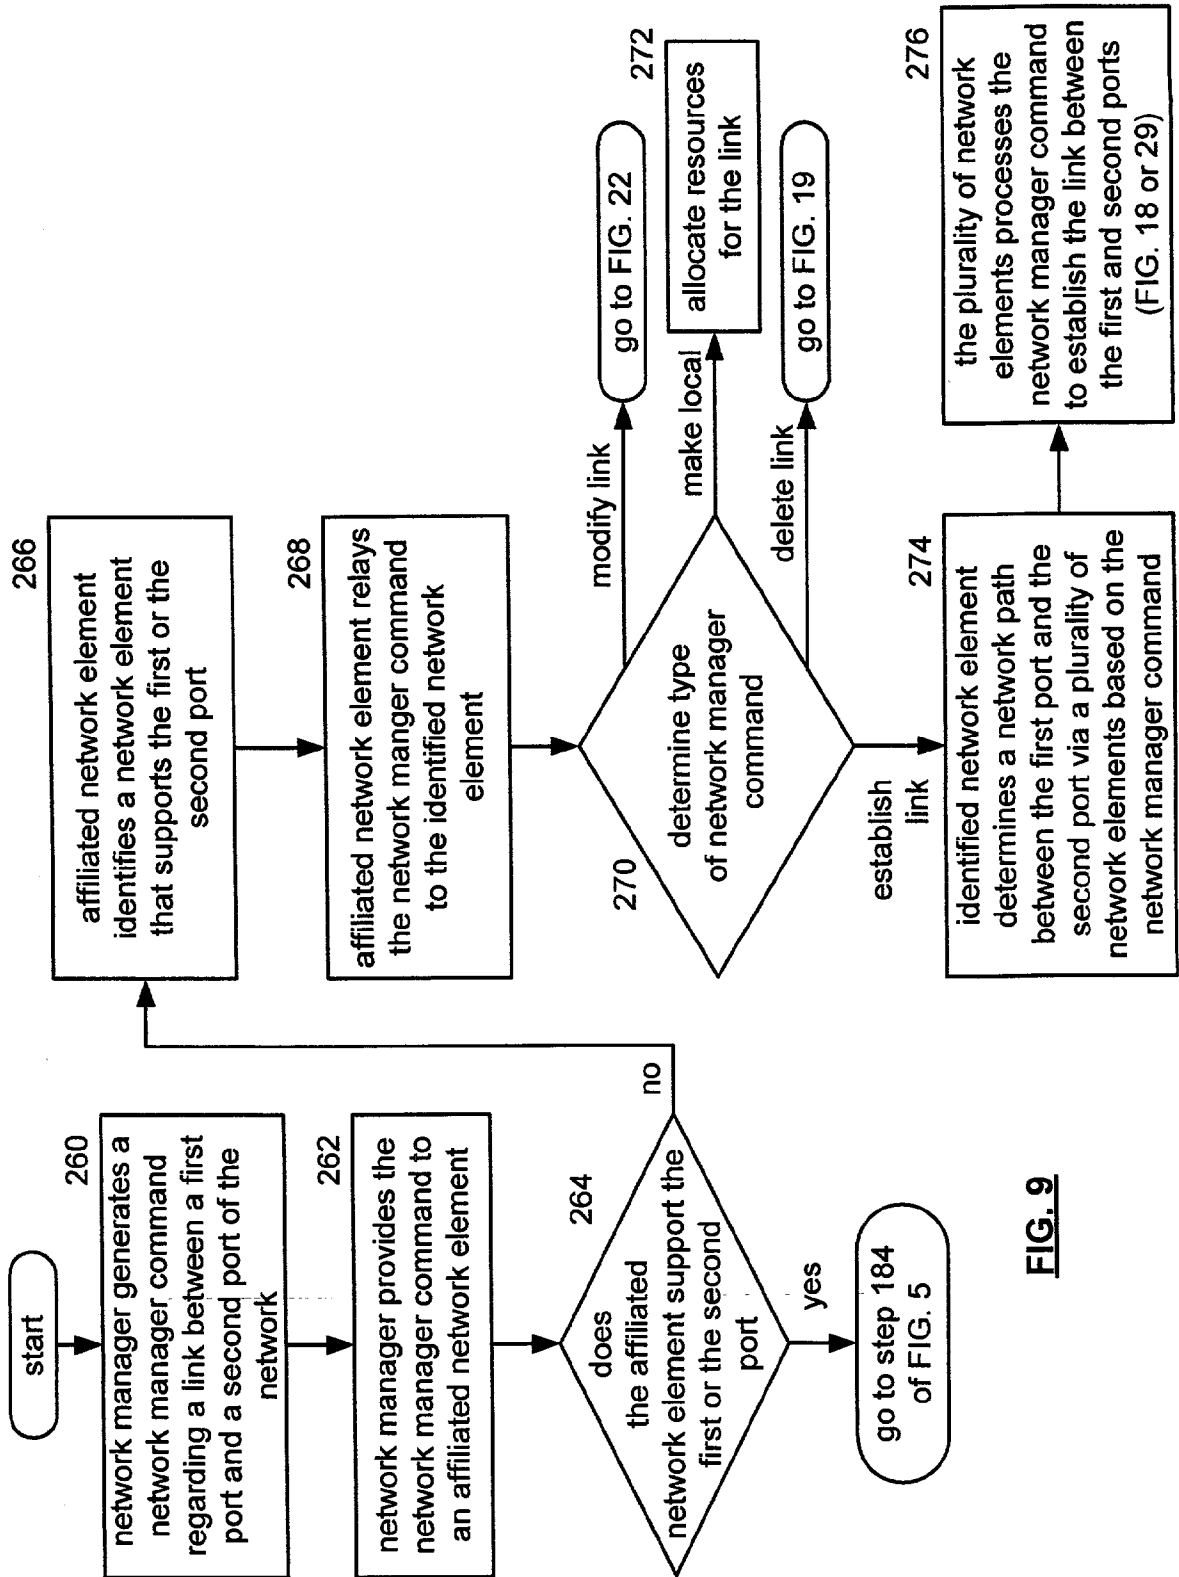 start
260
network manager generates a
network manager command
regarding a link between a first
port and a second port of the
network
262
network manager provides the
network manager command to
an affiliated network element
264
does
the affiliated
network element support the
first or the second
port
no
yes
go to step 184
of FIG. 5
266
affiliated network element
identifies a network element
that supports the first or the
second port
268
affiliated network element relays
the network manger command
to the identified network
element
270
determine type
of network manager
command
modify link
go to FIG. 22
make local
272
allocate resources
for the link
delete link
go to FIG. 19
establish
link
274
identified network element
determines a network path
between the first port and the
second port via a plurality of
network elements based on the
network manager command
276
the plurality of network
elements processes the
network manager command
to establish the link between
the first and second ports
(FIG. 18 or 29)
FIG. 9